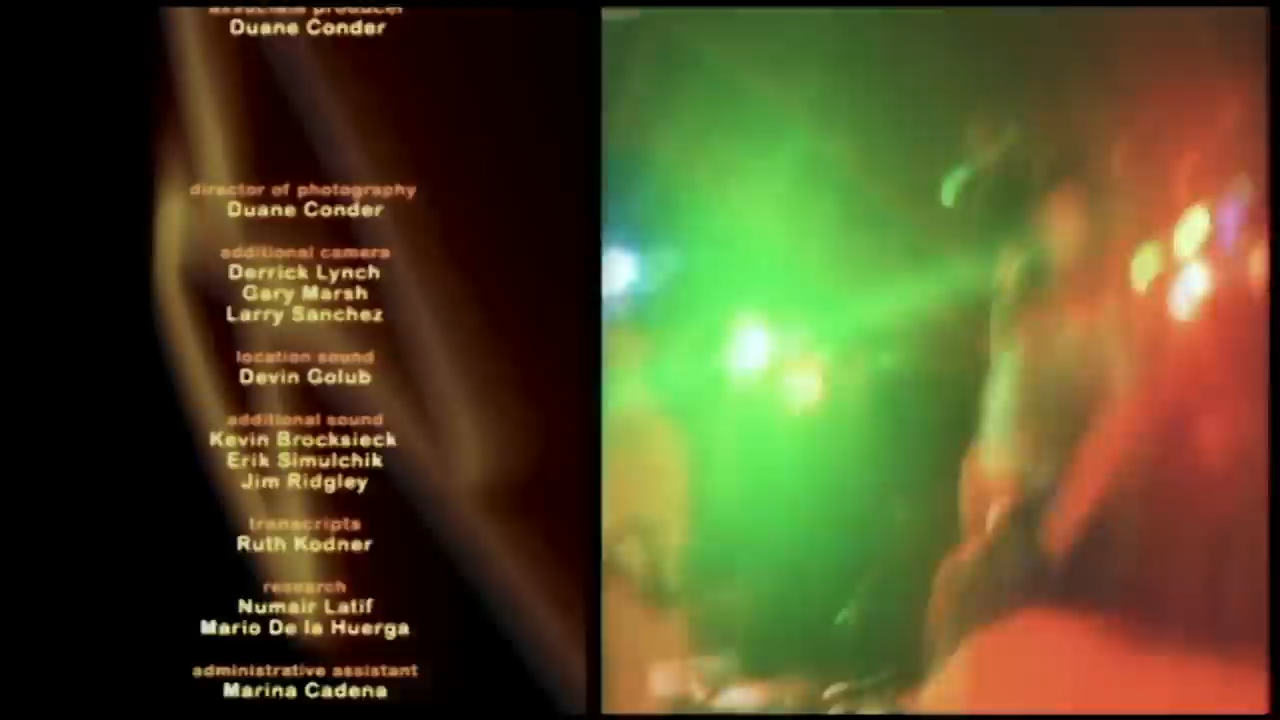 associate producer
Duane Conder
director of photography
Duane Conder
additional camera
Derrick Lynch
Gary Marsh
Larry Sanchez
location sound
Devin Golub
additional sound
Kevin Brocksieck
Erik Simulchik
Jim Ridgley
transcripts
Ruth Kodner
research
Numair Latif
Mario De la Huerga
administrative assistant
Marina Cadena